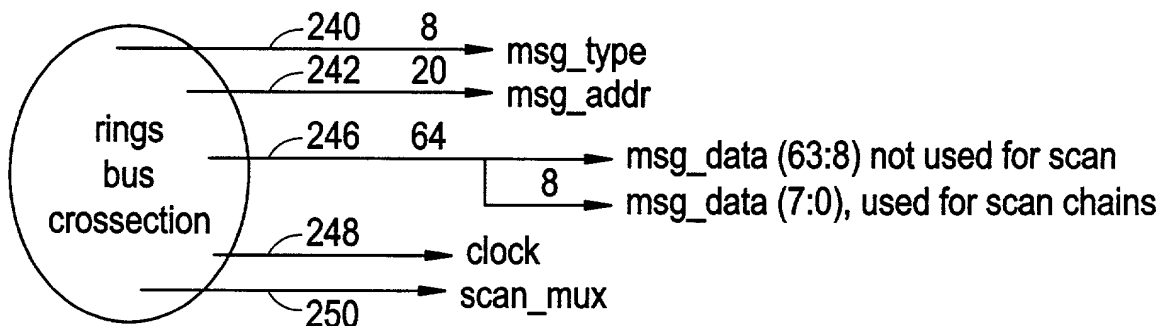 240 8 msg_type
242 20 msg_addr
rings
bus
crossection
246 64 msg_data (63:8) not used for scan
8 msg_data (7:0), used for scan chains
248 clock
250 scan_mux